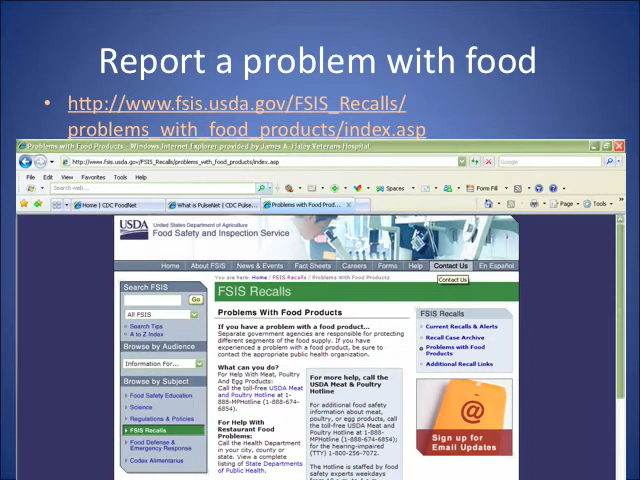 Report a problem with food
• http://www.fsis.usda.gov/FSIS_Recalls/
problems_with_food_products/index.asp
Problems with Food Products - Windows Internet Explorer provided by James A. Haley Veterans Hospital
http://www.fsis.usda.gov/FSIS_Recalls/problems_with_food_products/index.asp
Google
File Edit View Favorites Tools Help
Search web...
Spaces
Form Fill
Home | CDC FoodNet
What is PulseNet | CDC Pulse...
Problems with Food Prod...
Page
Tools
USDA
United States Department of Agriculture
Food Safety and Inspection Service
Home About FSIS News & Events Fact Sheets Careers Forms Help Contact Us En Español
Contact Us
You are here: Home / FSIS Recalls / Problems With Food Products
Search FSIS
Go
All FSIS
Search Tips
A to Z Index
Browse by Audience
Information For...
Browse by Subject
Food Safety Education
Science
Regulations & Policies
FSIS Recalls
Food Defense &
Emergency Response
Codex Alimentarius
FSIS Recalls
Problems With Food Products
If you have a problem with a food product...
Separate government agencies are responsible for protecting
different segments of the food supply. If you have
experienced a problem with a food product, be sure to
contact the appropriate public health organization.
What can you do?
For Help With Meat, Poultry
And Egg Products:
Call the toll-free USDA Meat
and Poultry Hotline at 1-
888-MPHotline (1-888-674-
6854).
For Help With
Restaurant Food
Problems:
Call the Health Department
in your city, county or
state. View a complete
listing of State Departments
of Public Health.
For more help, call the
USDA Meat & Poultry
Hotline
For additional food safety
information about meat,
poultry, or egg products, call
the toll-free USDA Meat and
Poultry Hotline at 1-888-
MPHotline (1-888-674-6854);
for the hearing-impaired
(TTY) 1-800-256-7072.
The Hotline is staffed by
food safety experts weekdays
FSIS Recalls
Current Recalls & Alerts
Recall Case Archive
Problems with Food
Products
Additional Recall Links
@
Sign up for
Email Updates